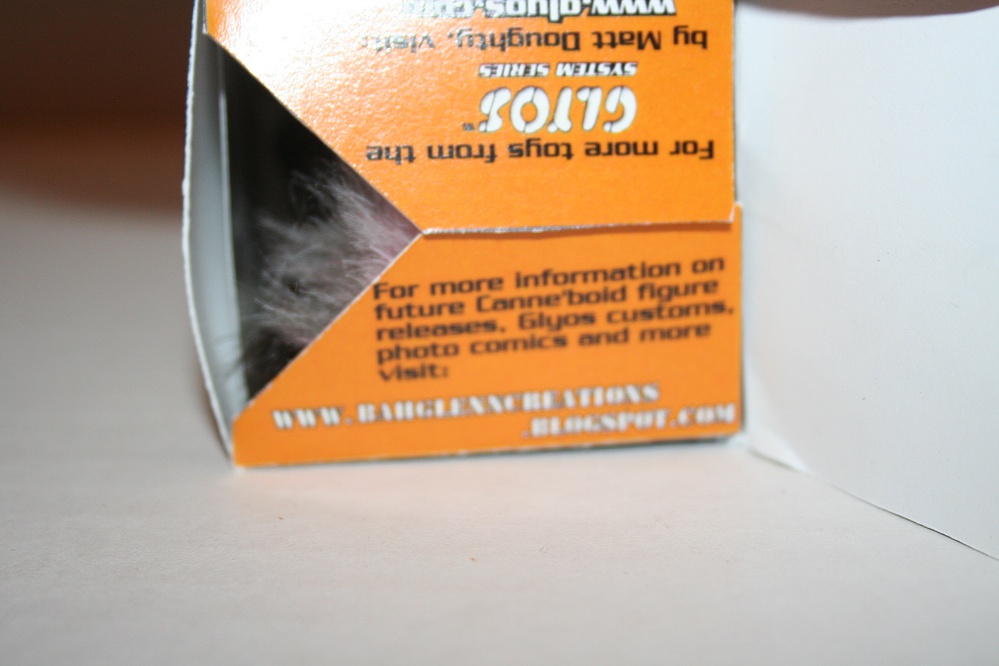 For more toys from the
GLYOS
SYSTEM SERIES
by Matt Doughty, visit:
www.glyos.com
For more information on
future Canne'boid figure
releases, Glyos customs,
photo comics and more
visit:
WWW.BAHGLENNCREATIONS
.BLOGSPOT.COM